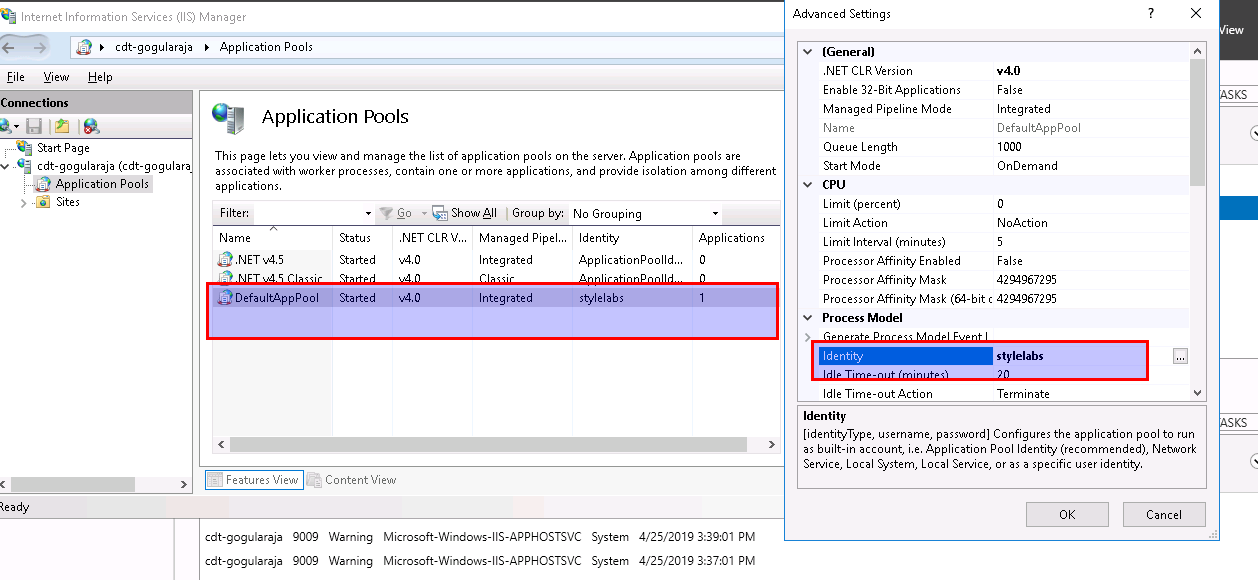 Internet Information Services (IIS) Manager
cdt-gogularaja Application Pools
File View Help
Connections
Start Page
cdt-gogularaja (cdt-gogulara
Application Pools
Sites
Application Pools
This page lets you view and manage the list of application pools on the server. Application pools are
associated with worker processes, contain one or more applications, and provide isolation among different
applications.
Filter: Go Show All Group by: No Grouping
Name Status .NET CLR V... Managed Pipel... Identity Applications
.NET v4.5 Started v4.0 Integrated ApplicationPoolId... 0
.NET v4.5 Classic Started v4.0 Classic ApplicationPoolId... 0
DefaultAppPool Started v4.0 Integrated stylelabs 1
Features View Content View
Ready
cdt-gogularaja 9009 Warning Microsoft-Windows-IIS-APPHOSTSVC System 4/25/2019 3:39:01 PM
cdt-gogularaja 9009 Warning Microsoft-Windows-IIS-APPHOSTSVC System 4/25/2019 3:37:01 PM
Advanced Settings ?
(General)
.NET CLR Version v4.0
Enable 32-Bit Applications False
Managed Pipeline Mode Integrated
Name DefaultAppPool
Queue Length 1000
Start Mode OnDemand
CPU
Limit (percent) 0
Limit Action NoAction
Limit Interval (minutes) 5
Processor Affinity Enabled False
Processor Affinity Mask 4294967295
Processor Affinity Mask (64-bit c 4294967295
Process Model
Generate Process Model Event L
Identity stylelabs ...
Idle Time-out (minutes) 20
Idle Time-out Action Terminate
Identity
[identityType, username, password] Configures the application pool to run
as built-in account, i.e. Application Pool Identity (recommended), Network
Service, Local System, Local Service, or as a specific user identity.
OK Cancel
View
ASKS
ASKS